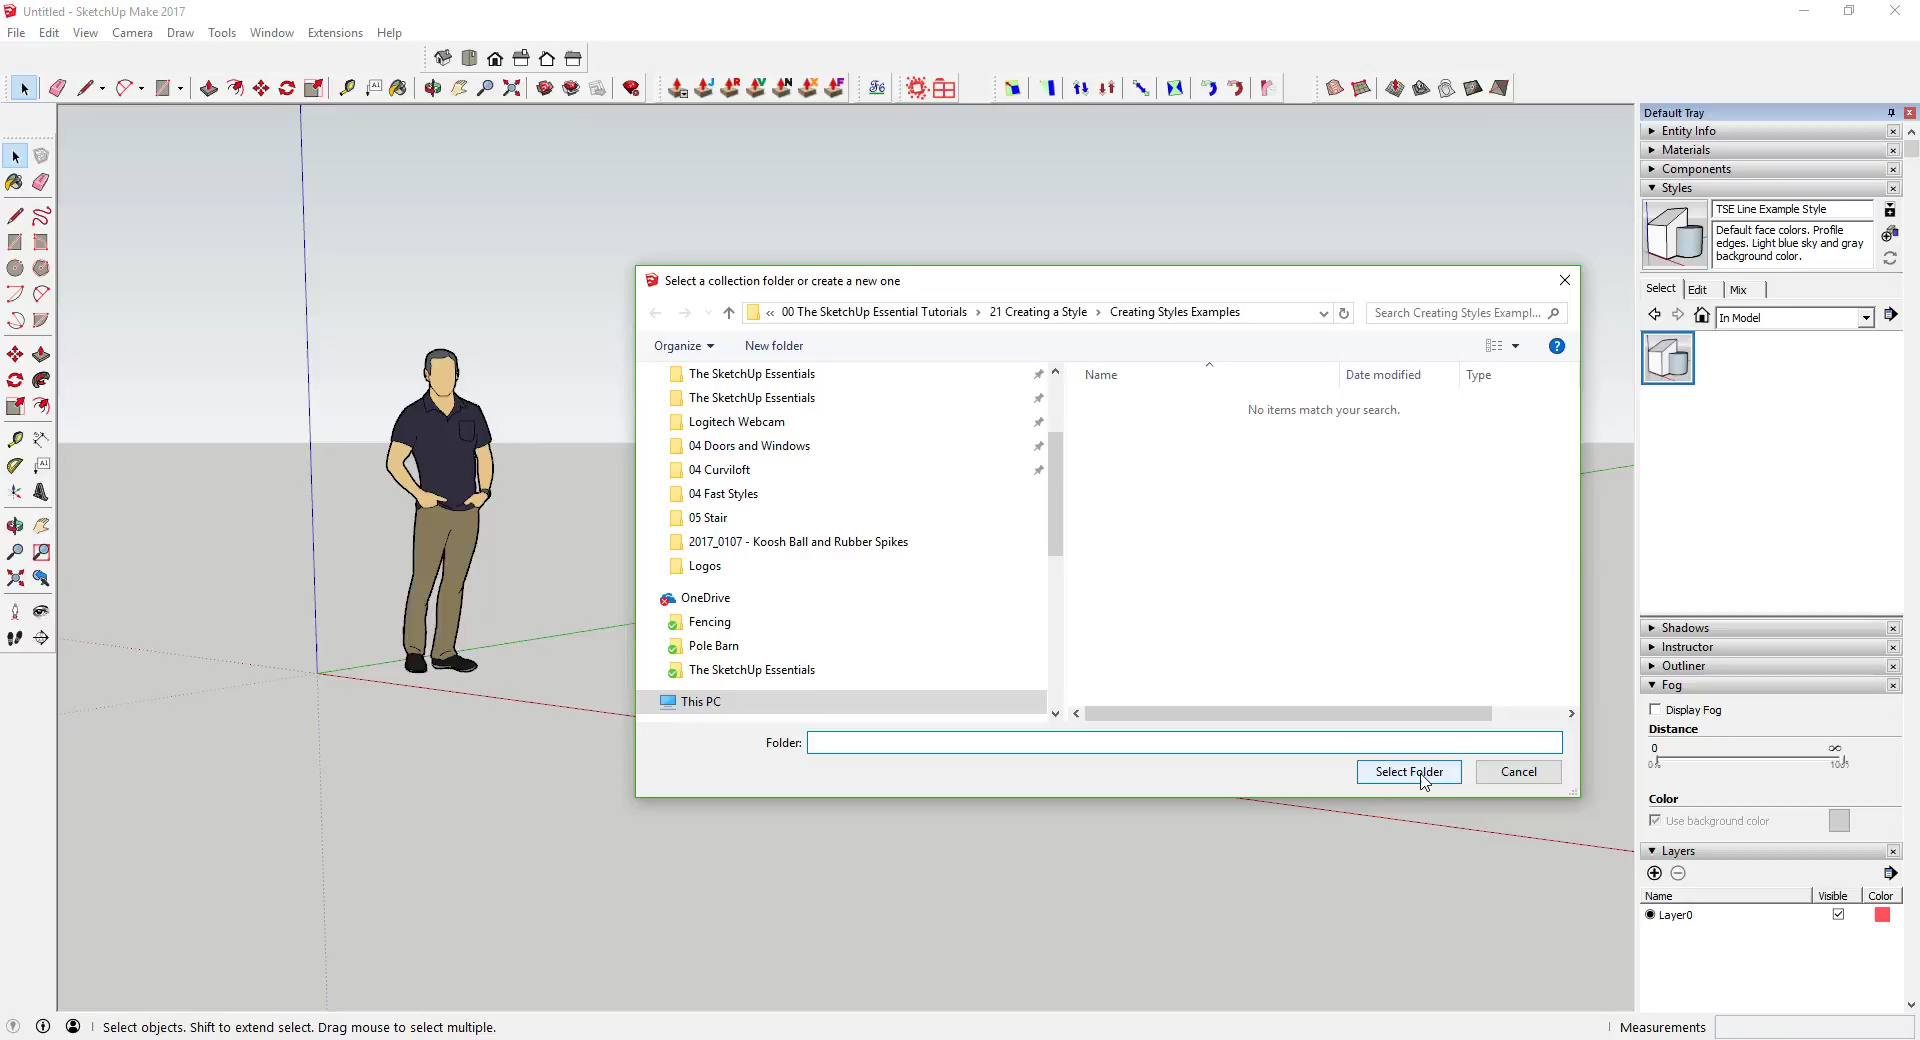 Untitled - SketchUp Make 2017
File Edit View Camera Draw Tools Window Extensions Help
Default Tray
Entity Info
Materials
Components
Styles
TSE Line Example Style
Default face colors. Profile
edges. Light blue sky and gray
background color.
Select Edit Mix
In Model
Select a collection folder or create a new one
« 00 The SketchUp Essential Tutorials › 21 Creating a Style › Creating Styles Examples
Search Creating Styles Exampl...
Organize New folder
The SketchUp Essentials
The SketchUp Essentials
Logitech Webcam
04 Doors and Windows
04 Curviloft
04 Fast Styles
05 Stair
2017_0107 - Koosh Ball and Rubber Spikes
Logos
OneDrive
Fencing
Pole Barn
The SketchUp Essentials
This PC
Name Date modified Type
No items match your search.
Folder:
Select Folder Cancel
Shadows
Instructor
Outliner
Fog
Display Fog
Distance
0 ∞
0%
Color
Use background color
Layers
Name Visible Color
Layer0
Select objects. Shift to extend select. Drag mouse to select multiple.
Measurements